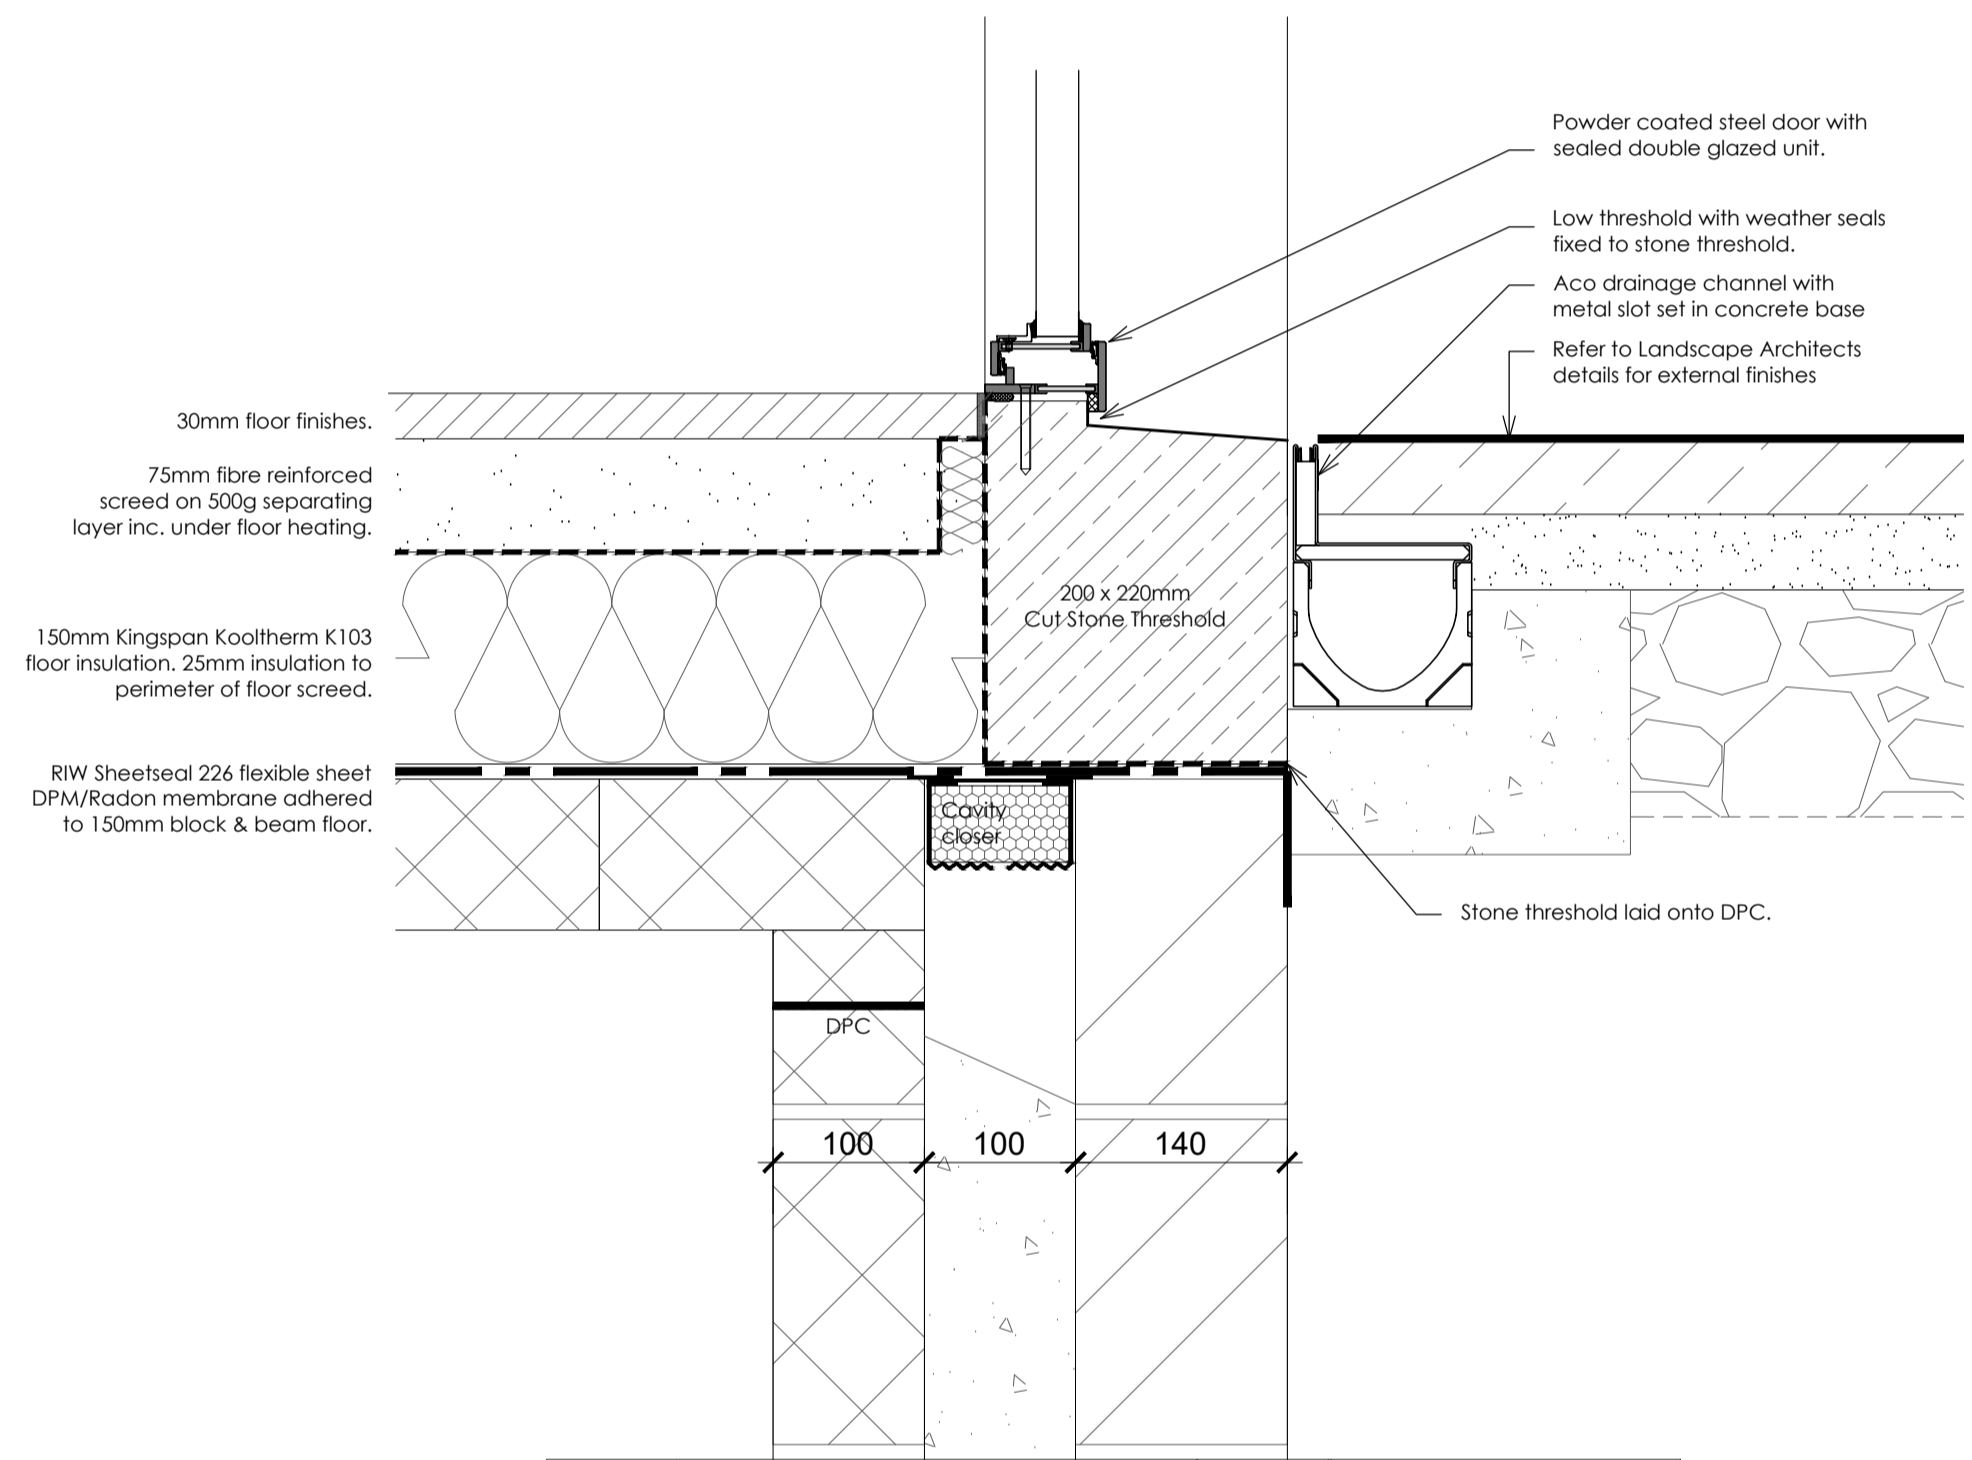 Powder coated steel door with
sealed double glazed unit.
Low threshold with weather seals
fixed to stone threshold.
Aco drainage channel with
metal slot set in concrete base
Refer to Landscape Architects
details for external finishes
30mm floor finishes.
75mm fibre reinforced
screed on 500g separating
layer inc. under floor heating.
200 x 220mm
Cut Stone Threshold
150mm Kingspan Kooltherm K103
floor insulation. 25mm insulation to
perimeter of floor screed.
RIW Sheetseal 226 flexible sheet
DPM/Radon membrane adhered
to 150mm block & beam floor.
Cavity
closer
Stone threshold laid onto DPC.
DPC
100
100
140